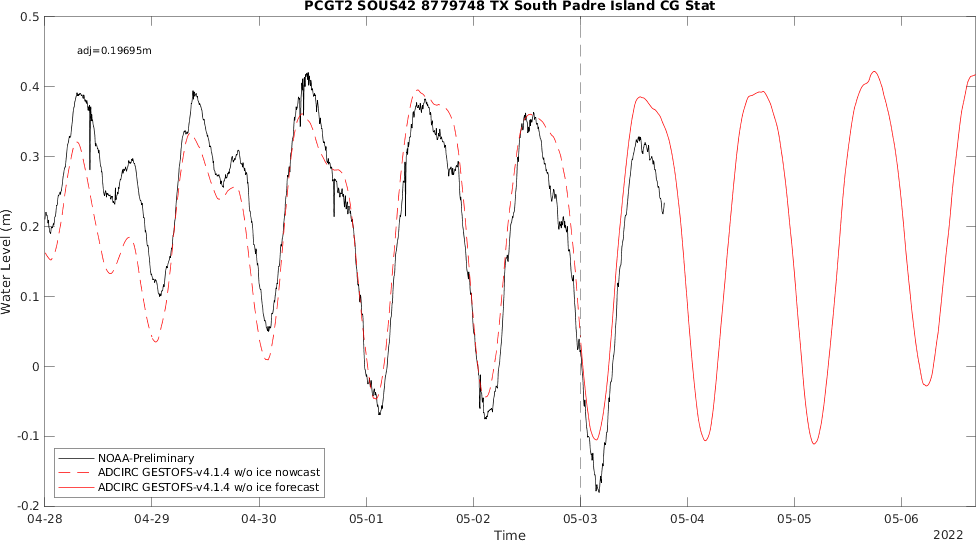 PCGT2 SOUS42 8779748 TX South Padre Island CG Stat
adj=0.19695m
Water Level (m)
0.5
0.4
0.3
0.2
0.1
0
-0.1
-0.2
NOAA-Preliminary
ADCIRC GESTOFS-v4.1.4 w/o ice nowcast
ADCIRC GESTOFS-v4.1.4 w/o ice forecast
04-28 04-29 04-30 05-01 05-02 05-03 05-04 05-05 05-06
Time
2022